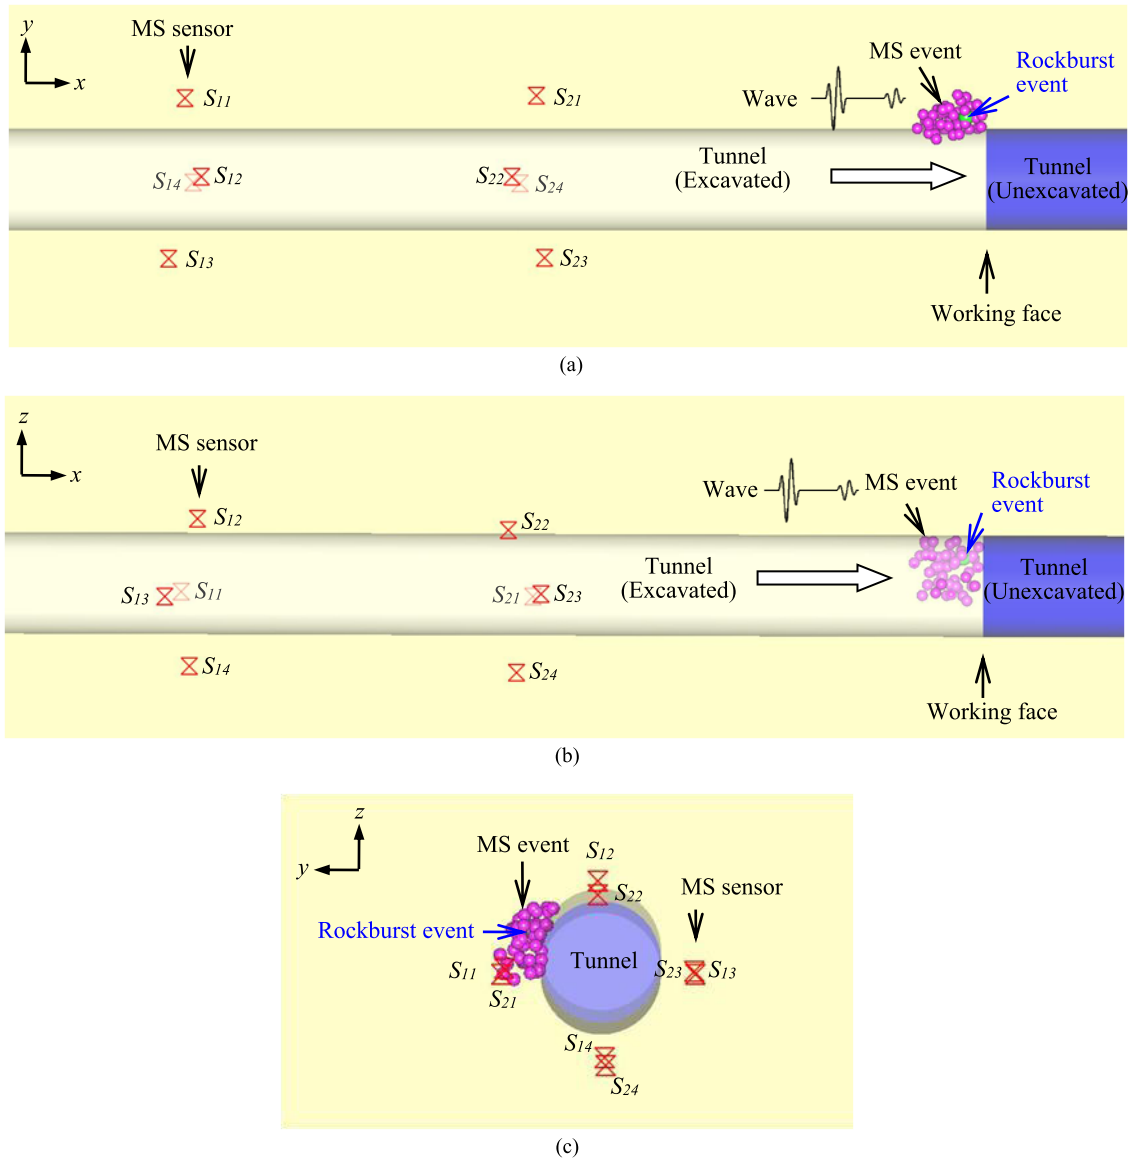 y
MS sensor
x
S11
S21
MS event
Rockburst
event
Wave
S14
S12
S22
S24
Tunnel
(Excavated)
Tunnel
(Unexcavated)
S13
S23
Working face
(a)
z
MS sensor
x
S12
S22
Wave
MS event
Rockburst
event
S13
S11
S21
S23
Tunnel
(Excavated)
Tunnel
(Unexcavated)
S14
S24
Working face
(b)
z
y
MS event
S12
S22
MS sensor
Rockburst event
Tunnel
S11
S21
S23
S13
S14
S24
(c)